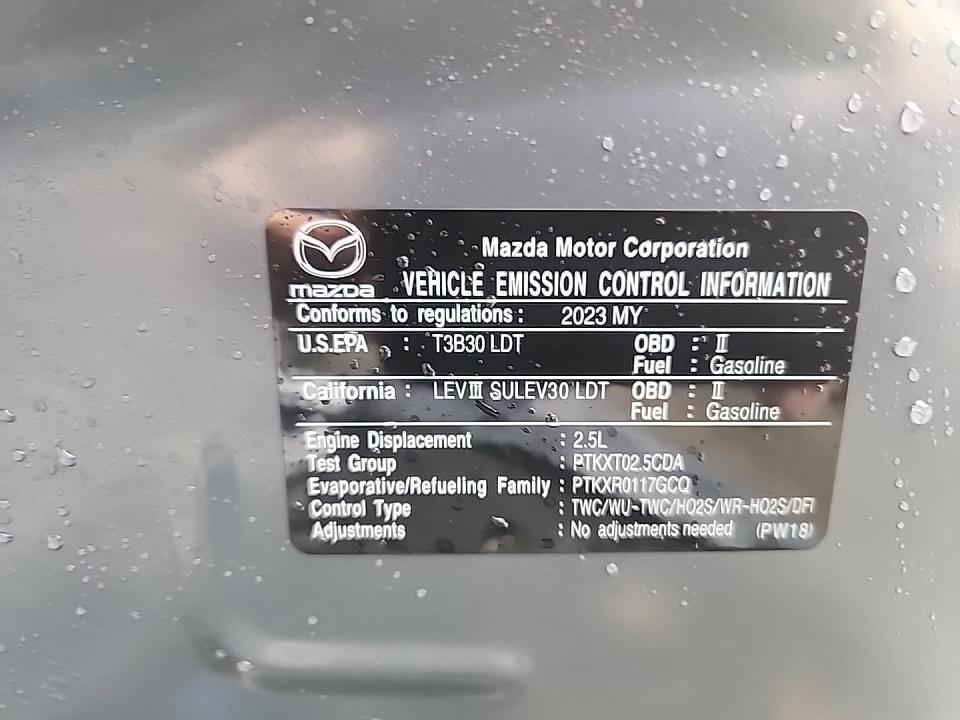 Mazda Motor Corporation
mazda VEHICLE EMISSION CONTROL INFORMATION
Conforms to regulations : 2023 MY
U.S.EPA : T3B30 LDT OBD : II
Fuel : Gasoline
California : LEVIII SULEV30 LDT OBD : II
Fuel : Gasoline
Engine Displacement : 2.5L
Test Group : PTKXT02.5CDA
Evaporative/Refueling Family : PTKXR0117GCQ
Control Type : TWC/WU-TWC/HO2S/WR-HO2S/DFI
Adjustments : No adjustments needed (PW18)